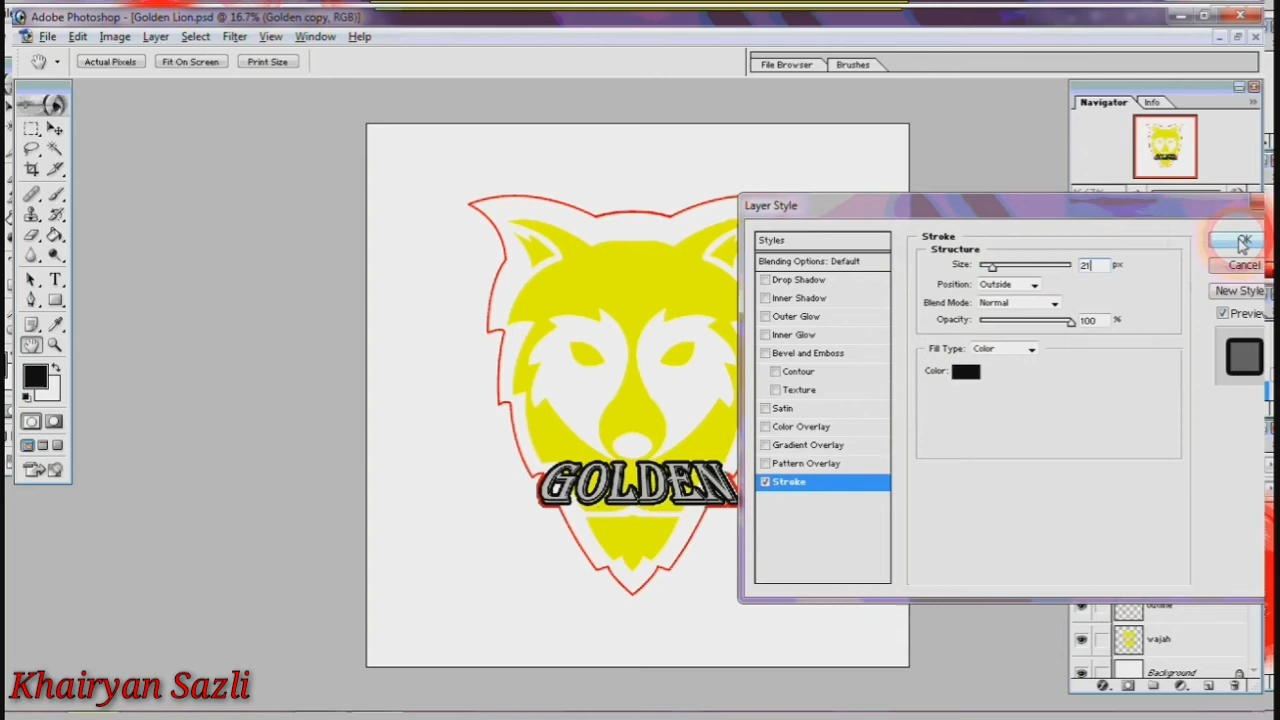 Adobe Photoshop - [Golden Lion.psd @ 16.7% (Golden copy, RGB)]
File Edit Image Layer Select Filter View Window Help
Actual Pixels Fit On Screen Print Size File Browser Brushes
Navigator Info
Layer Style
Styles
Blending Options: Default
Drop Shadow
Inner Shadow
Outer Glow
Inner Glow
Bevel and Emboss
Contour
Texture
Satin
Color Overlay
Gradient Overlay
Pattern Overlay
Stroke
Stroke
Structure
Size: 21 px
Position: Outside
Blend Mode: Normal
Opacity: 100 %
Fill Type: Color
Color:
OK
Cancel
New Style
Preview
GOLDEN
outline
wajah
Background
Khairyan Sazli